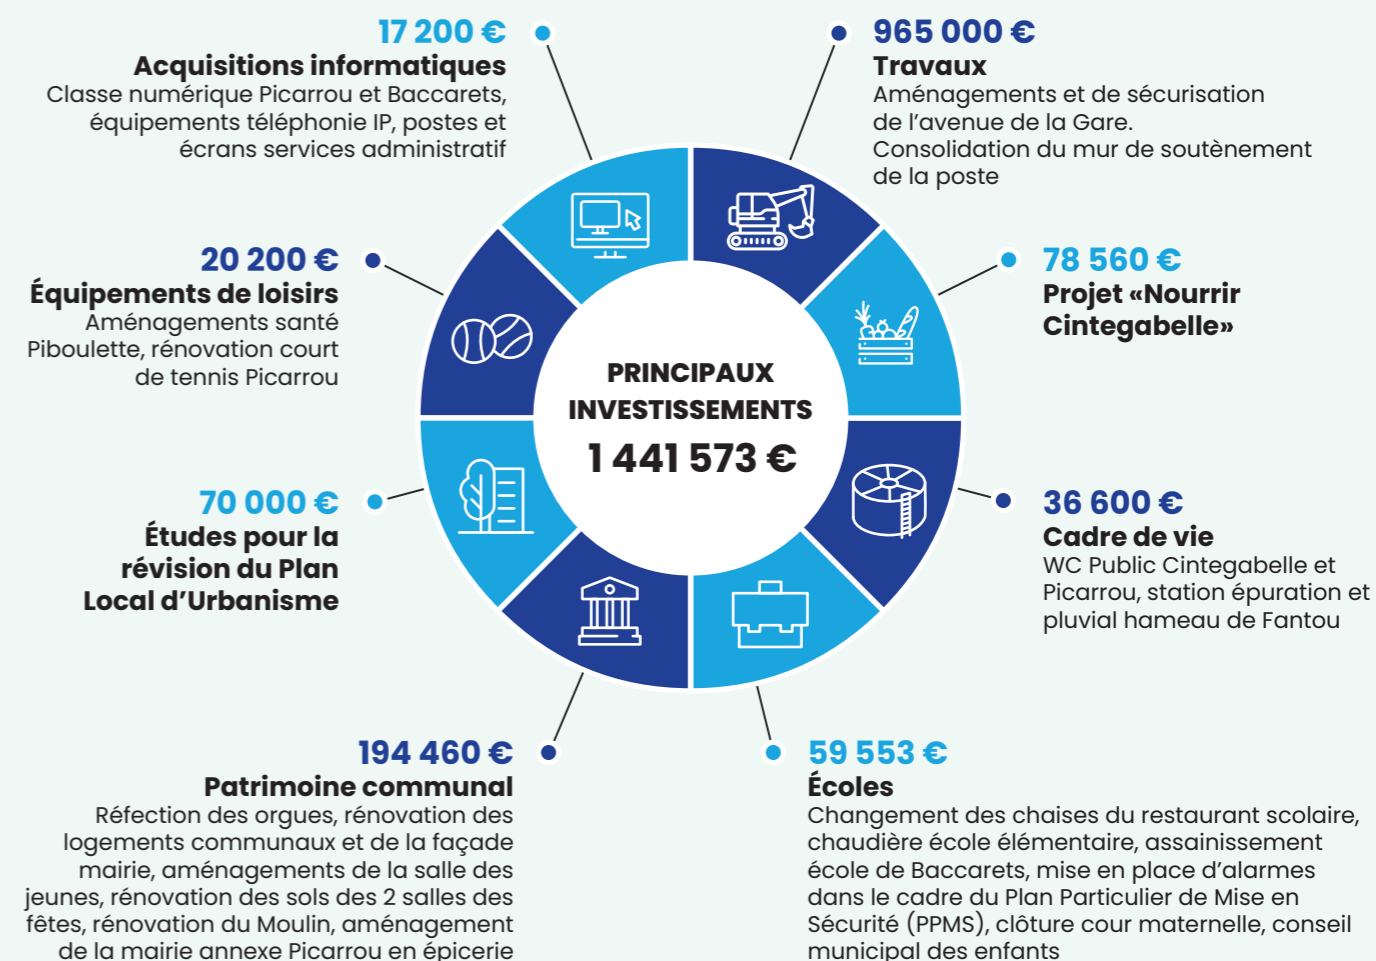 17 200 €
Acquisitions informatiques
Classe numérique Picarrou et Baccarets,
équipements téléphonie IP, postes et
écrans services administratif
965 000 €
Travaux
Aménagements et de sécurisation
de l’avenue de la Gare.
Consolidation du mur de soutènement
de la poste
20 200 €
Équipements de loisirs
Aménagements santé
Piboulette, rénovation court
de tennis Picarrou
78 560 €
Projet «Nourrir
Cintegabelle»
PRINCIPAUX
INVESTISSEMENTS
1 441 573 €
70 000 €
Études pour la
révision du Plan
Local d’Urbanisme
36 600 €
Cadre de vie
WC Public Cintegabelle et
Picarrou, station épuration et
pluvial hameau de Fantou
194 460 €
Patrimoine communal
Réfection des orgues, rénovation des
logements communaux et de la façade
mairie, aménagements de la salle des
jeunes, rénovation des sols des 2 salles des
fêtes, rénovation du Moulin, aménagement
de la mairie annexe Picarrou en épicerie
59 553 €
Écoles
Changement des chaises du restaurant scolaire,
chaudière école élémentaire, assainissement
école de Baccarets, mise en place d’alarmes
dans le cadre du Plan Particulier de Mise en
Sécurité (PPMS), clôture cour maternelle, conseil
municipal des enfants